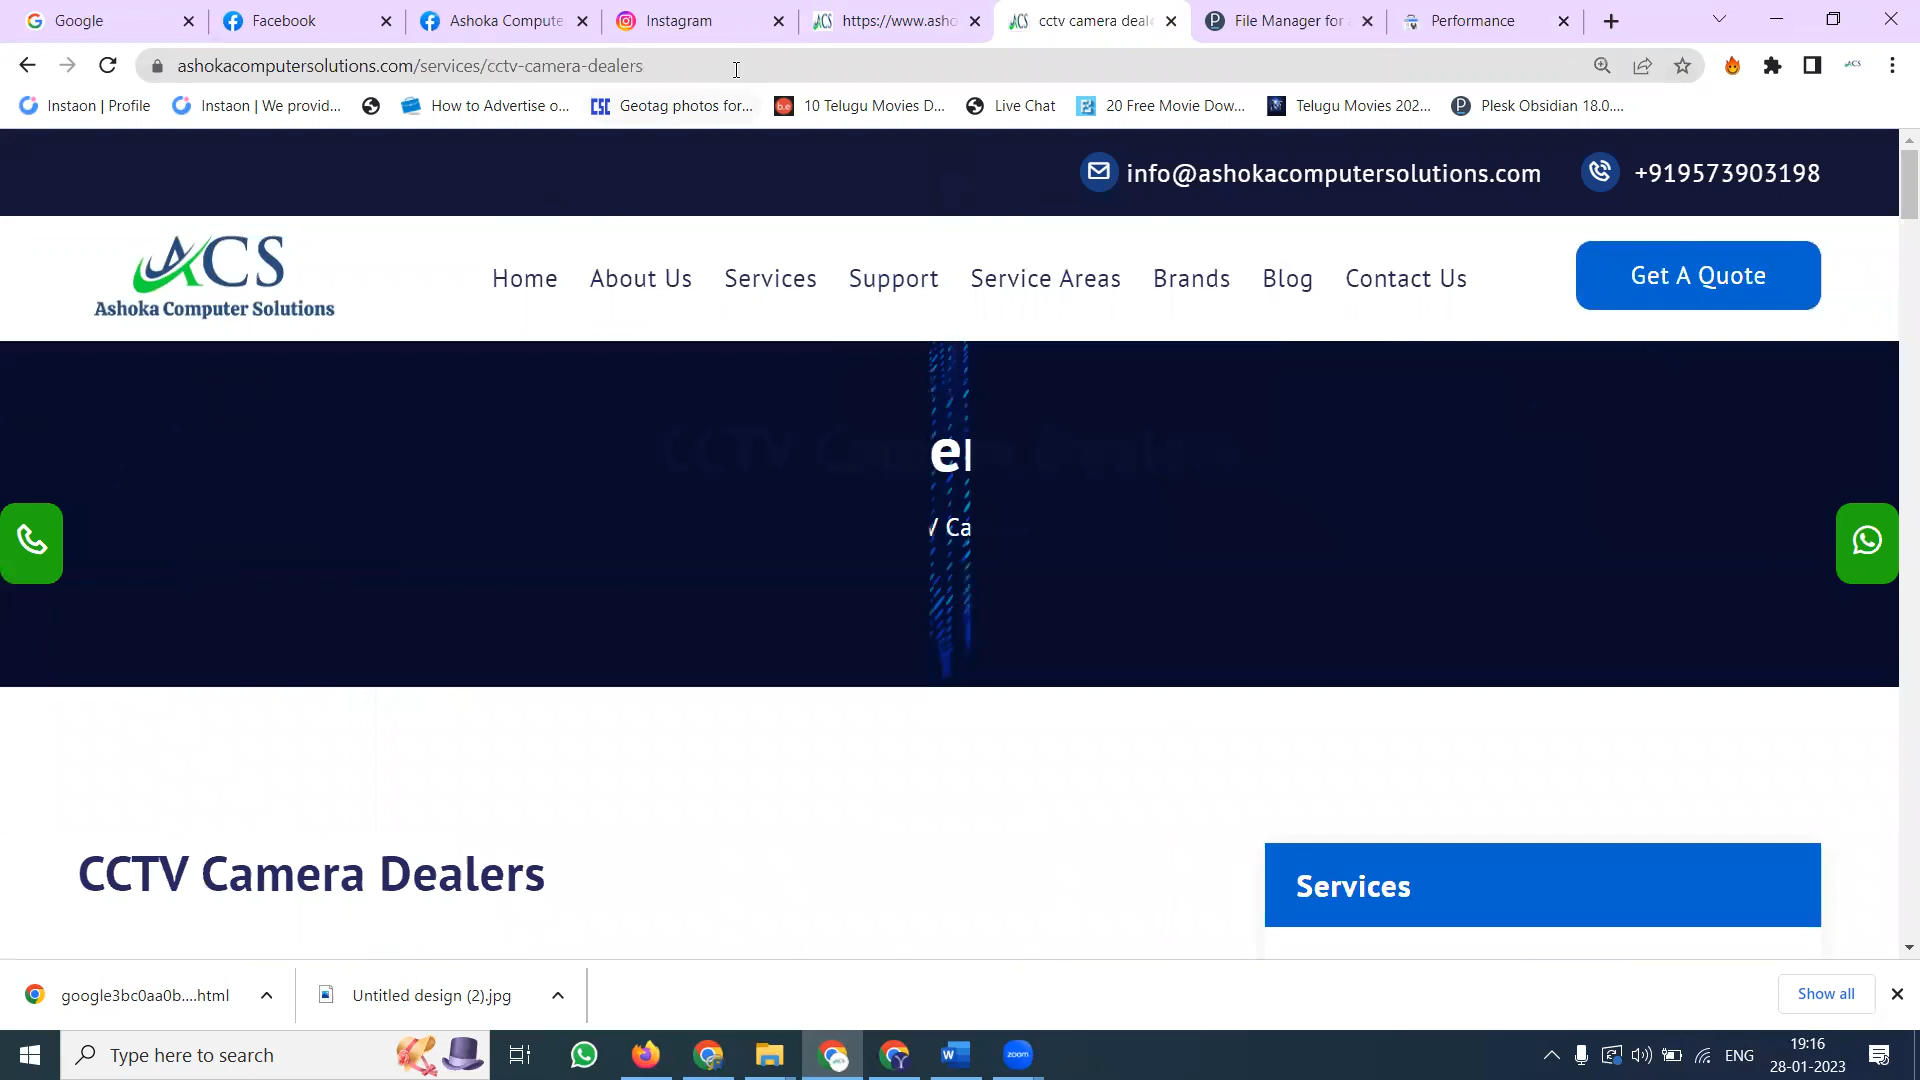 Google
Facebook
Ashoka Compute
Instagram
https://www.asho
cctv camera deal
File Manager for
Performance
ashokacomputersolutions.com/services/cctv-camera-dealers
Instaon | Profile
Instaon | We provid...
How to Advertise o...
Geotag photos for...
10 Telugu Movies D...
Live Chat
20 Free Movie Dow...
Telugu Movies 202...
Plesk Obsidian 18.0....
info@ashokacomputersolutions.com
+919573903198
ACS
Ashoka Computer Solutions
Home
About Us
Services
Support
Service Areas
Brands
Blog
Contact Us
Get A Quote
CCTV Camera Dealers
/ Ca
CCTV Camera Dealers
Services
google3bc0aa0b....html
Untitled design (2).jpg
Show all
Type here to search
zoom
ENG
19:16
28-01-2023